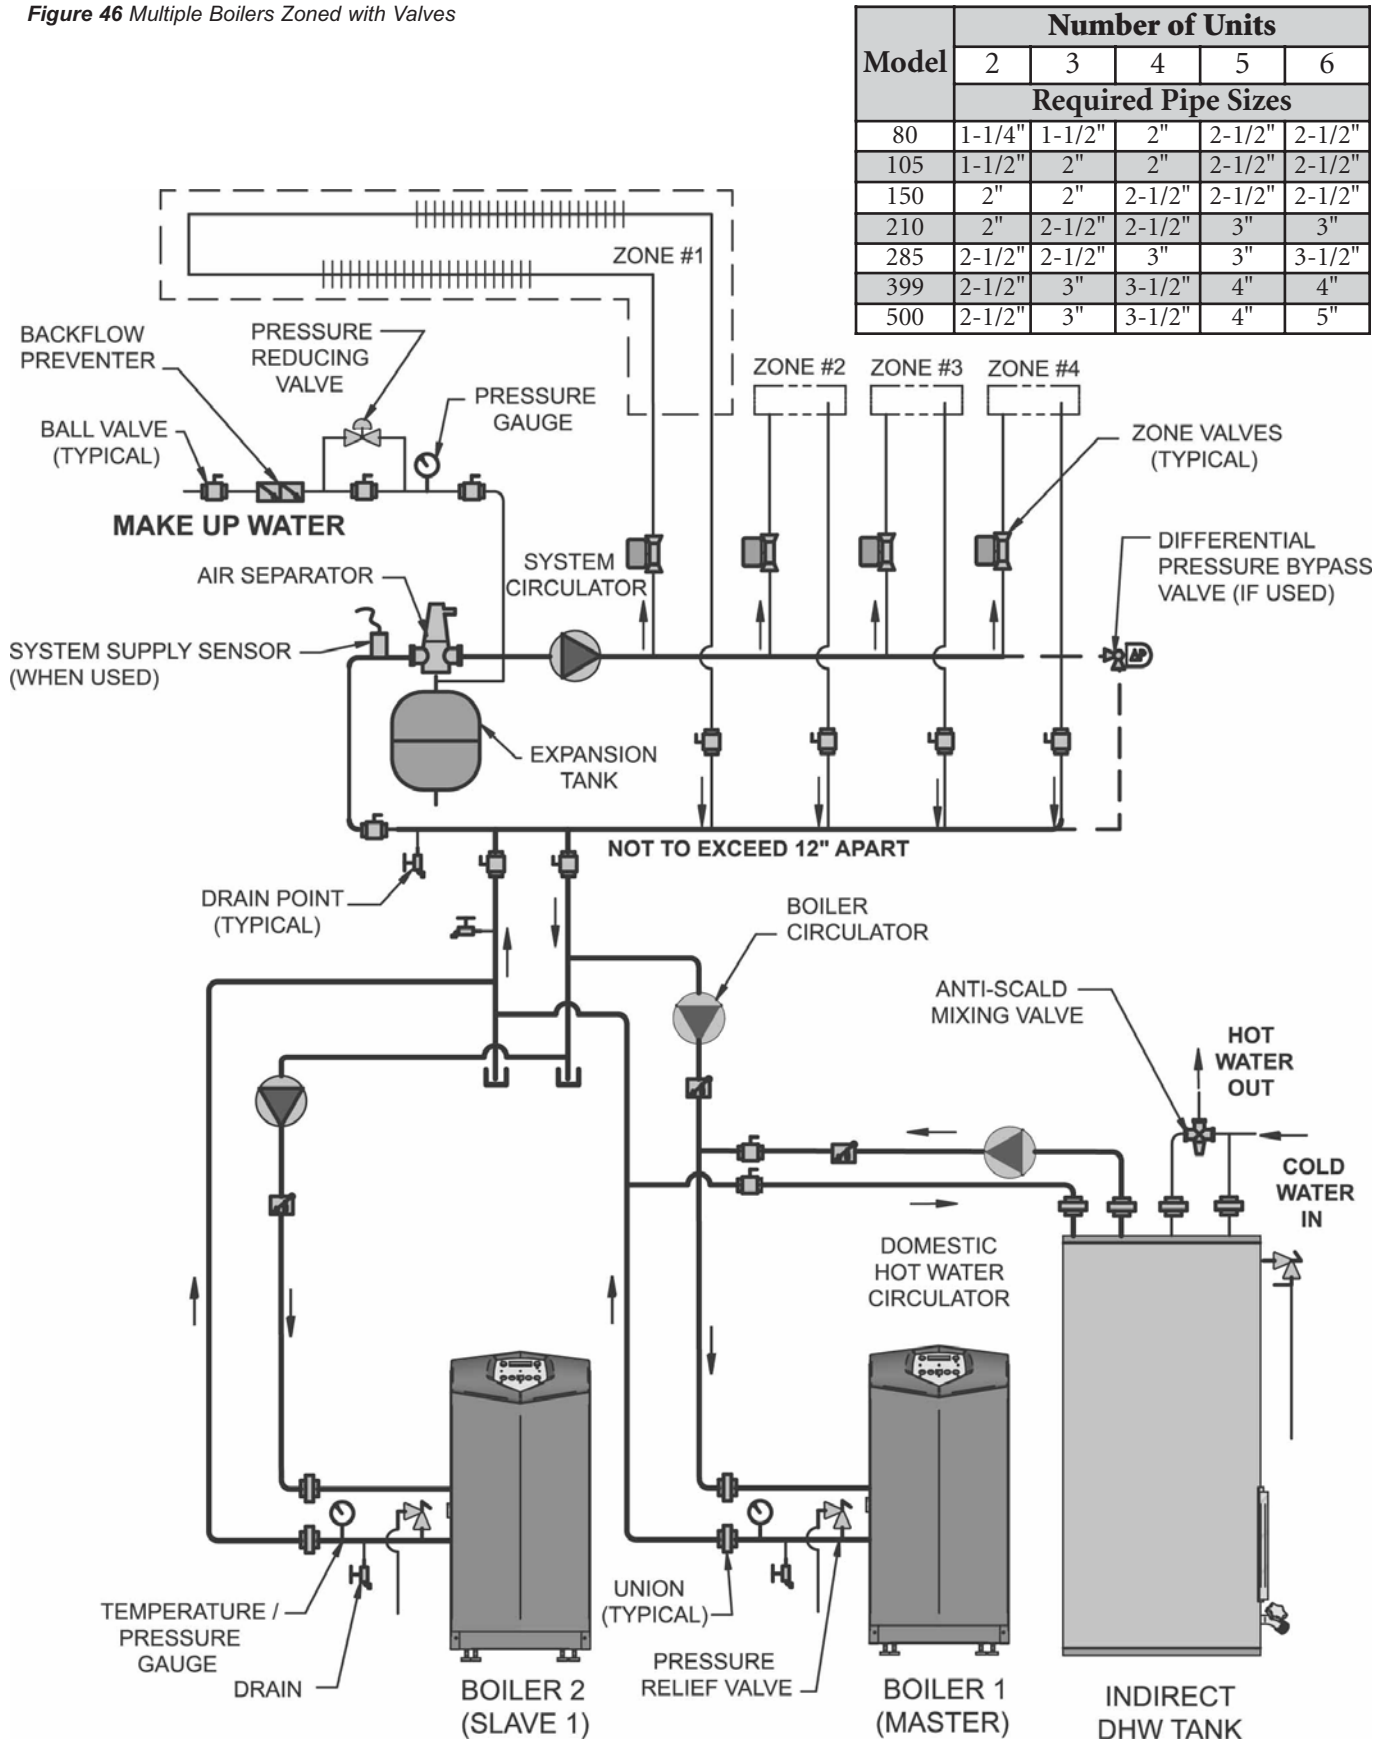 Figure 46 Multiple Boilers Zoned with Valves
Model
Number of Units
2 3 4 5 6
Required Pipe Sizes
80 1-1/4" 1-1/2" 2" 2-1/2" 2-1/2"
105 1-1/2" 2" 2" 2-1/2" 2-1/2"
150 2" 2" 2-1/2" 2-1/2" 2-1/2"
210 2" 2-1/2" 2-1/2" 3" 3"
285 2-1/2" 2-1/2" 3" 3" 3-1/2"
399 2-1/2" 3" 3-1/2" 4" 4"
500 2-1/2" 3" 3-1/2" 4" 5"
ZONE #1
BACKFLOW
PREVENTER
PRESSURE
REDUCING
VALVE
PRESSURE
GAUGE
BALL VALVE
(TYPICAL)
MAKE UP WATER
ZONE #2
ZONE #3
ZONE #4
ZONE VALVES
(TYPICAL)
AIR SEPARATOR
SYSTEM
CIRCULATOR
DIFFERENTIAL
PRESSURE BYPASS
VALVE (IF USED)
SYSTEM SUPPLY SENSOR
(WHEN USED)
ΔP
EXPANSION
TANK
NOT TO EXCEED 12" APART
DRAIN POINT
(TYPICAL)
BOILER
CIRCULATOR
ANTI-SCALD
MIXING VALVE
HOT
WATER
OUT
COLD
WATER
IN
DOMESTIC
HOT WATER
CIRCULATOR
TEMPERATURE /
PRESSURE
GAUGE
DRAIN
UNION
(TYPICAL)
PRESSURE
RELIEF VALVE
BOILER 2
(SLAVE 1)
BOILER 1
(MASTER)
INDIRECT
DHW TANK